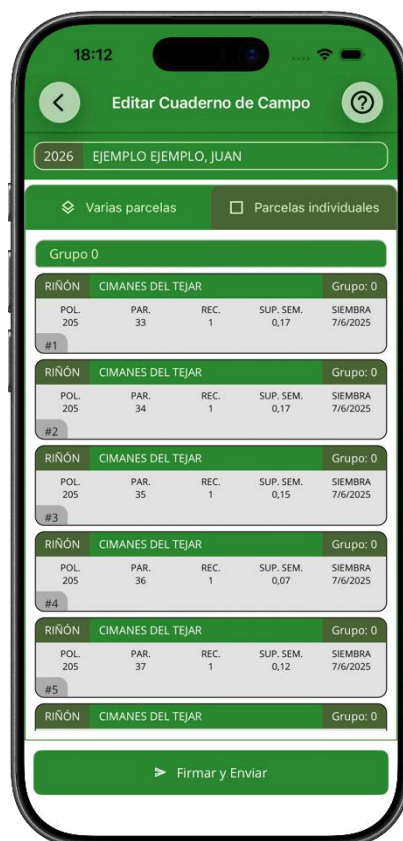 18:12
Editar Cuaderno de Campo
2026 EJEMPLO EJEMPLO, JUAN
Varias parcelas Parcelas individuales
Grupo 0
RIÑÓN CIMANES DEL TEJAR Grupo: 0
POL. PAR. REC. SUP. SEM. SIEMBRA
205 33 1 0,17 7/6/2025
#1
RIÑÓN CIMANES DEL TEJAR Grupo: 0
POL. PAR. REC. SUP. SEM. SIEMBRA
205 34 1 0,17 7/6/2025
#2
RIÑÓN CIMANES DEL TEJAR Grupo: 0
POL. PAR. REC. SUP. SEM. SIEMBRA
205 35 1 0,15 7/6/2025
#3
RIÑÓN CIMANES DEL TEJAR Grupo: 0
POL. PAR. REC. SUP. SEM. SIEMBRA
205 36 1 0,07 7/6/2025
#4
RIÑÓN CIMANES DEL TEJAR Grupo: 0
POL. PAR. REC. SUP. SEM. SIEMBRA
205 37 1 0,12 7/6/2025
#5
RIÑÓN CIMANES DEL TEJAR Grupo: 0
Firmar y Enviar